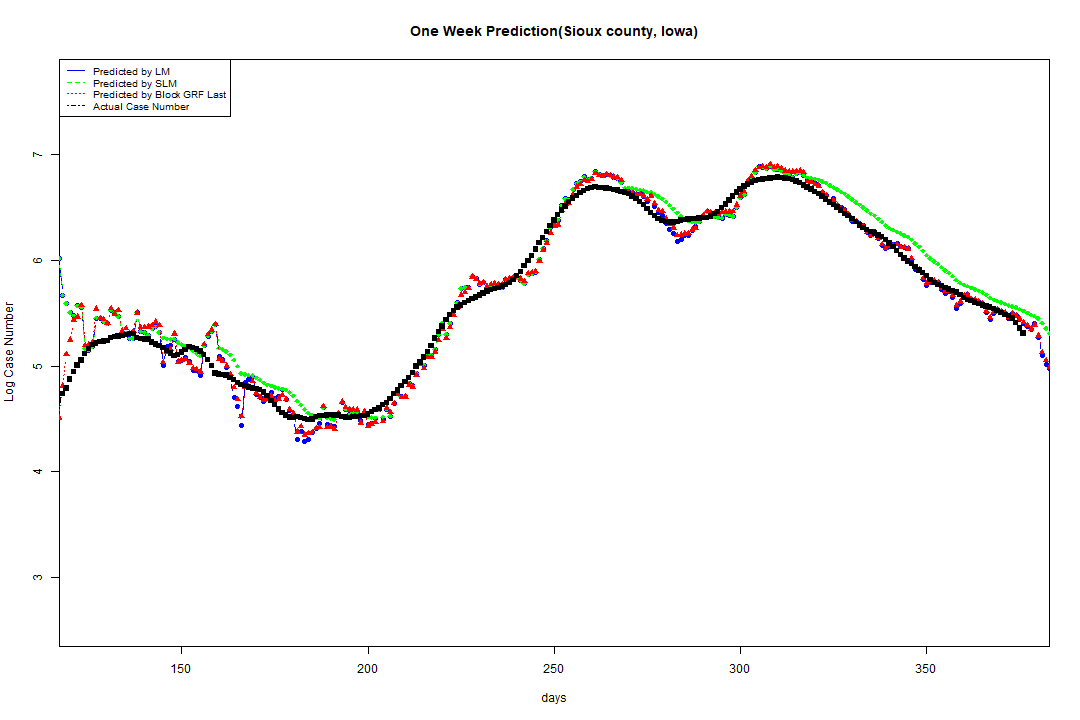 One Week Prediction(Sioux county, Iowa)
Predicted by LM
Predicted by SLM
Predicted by Block GRF Last
Actual Case Number
7
6
5
4
3
Log Case Number
150 200 250 300 350
days